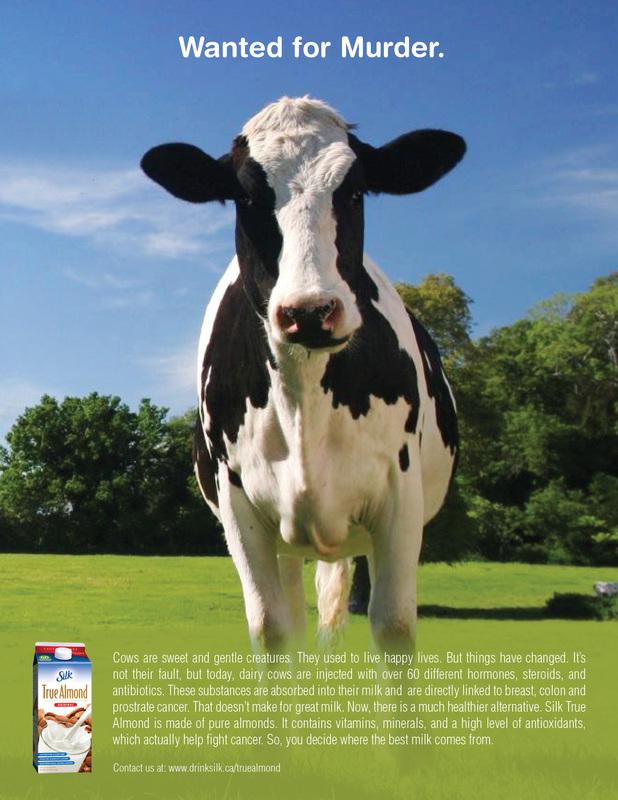 Wanted for Murder.
Cows are sweet and gentle creatures. They used to live happy lives. But things have changed. It's
not their fault, but today, dairy cows are injected with over 60 different hormones, steroids, and
antibiotics. These substances are absorbed into their milk and are directly linked to breast, colon and
prostrate cancer. That doesn't make for great milk. Now, there is a much healthier alternative. Silk True
Almond is made of pure almonds. It contains vitamins, minerals, and a high level of antioxidants,
which actually help fight cancer. So, you decide where the best milk comes from.
Contact us at: www.drinksilk.ca/truealmond
Silk
True Almond
ORIGINAL